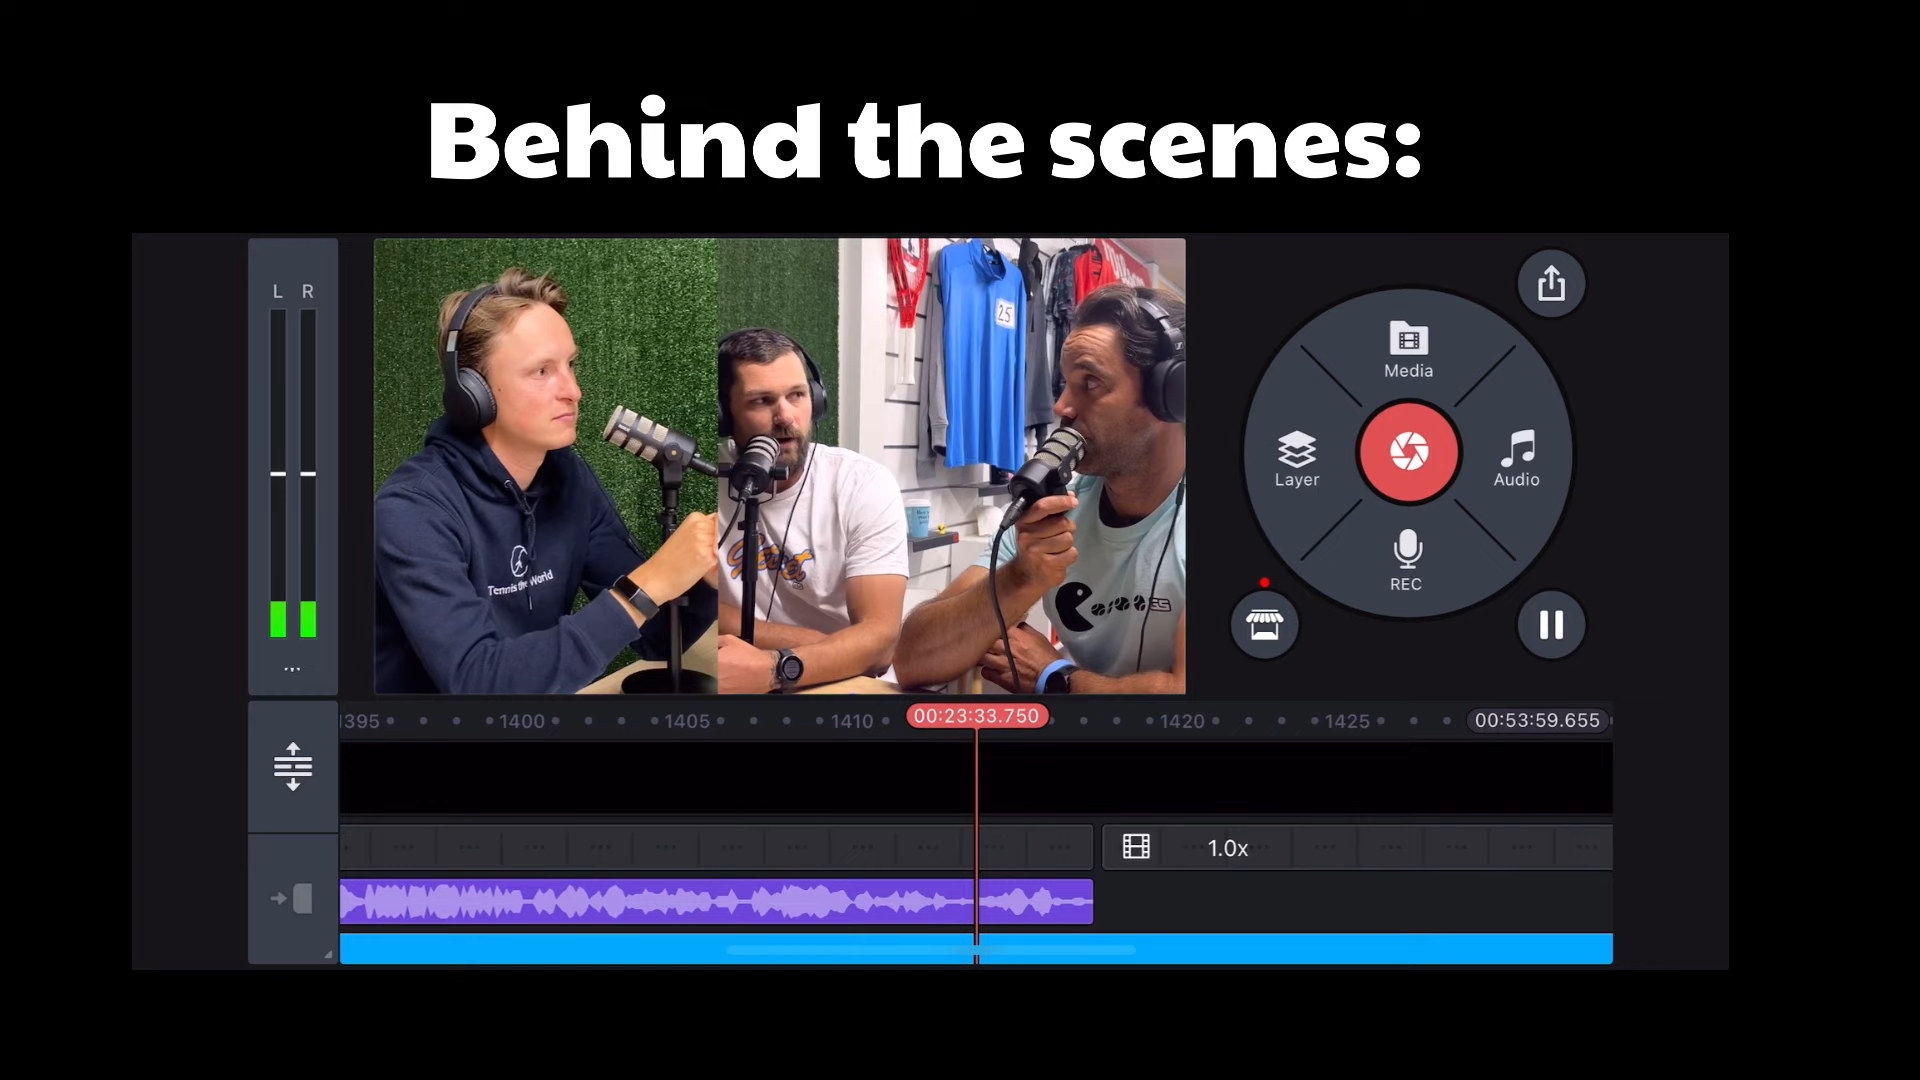 Behind the scenes:
L R
Media
Layer
Audio
REC
25
Tennis the World
1395 1400 1405 1410 00:23:33.750 1420 1425 00:53:59.655
1.0x